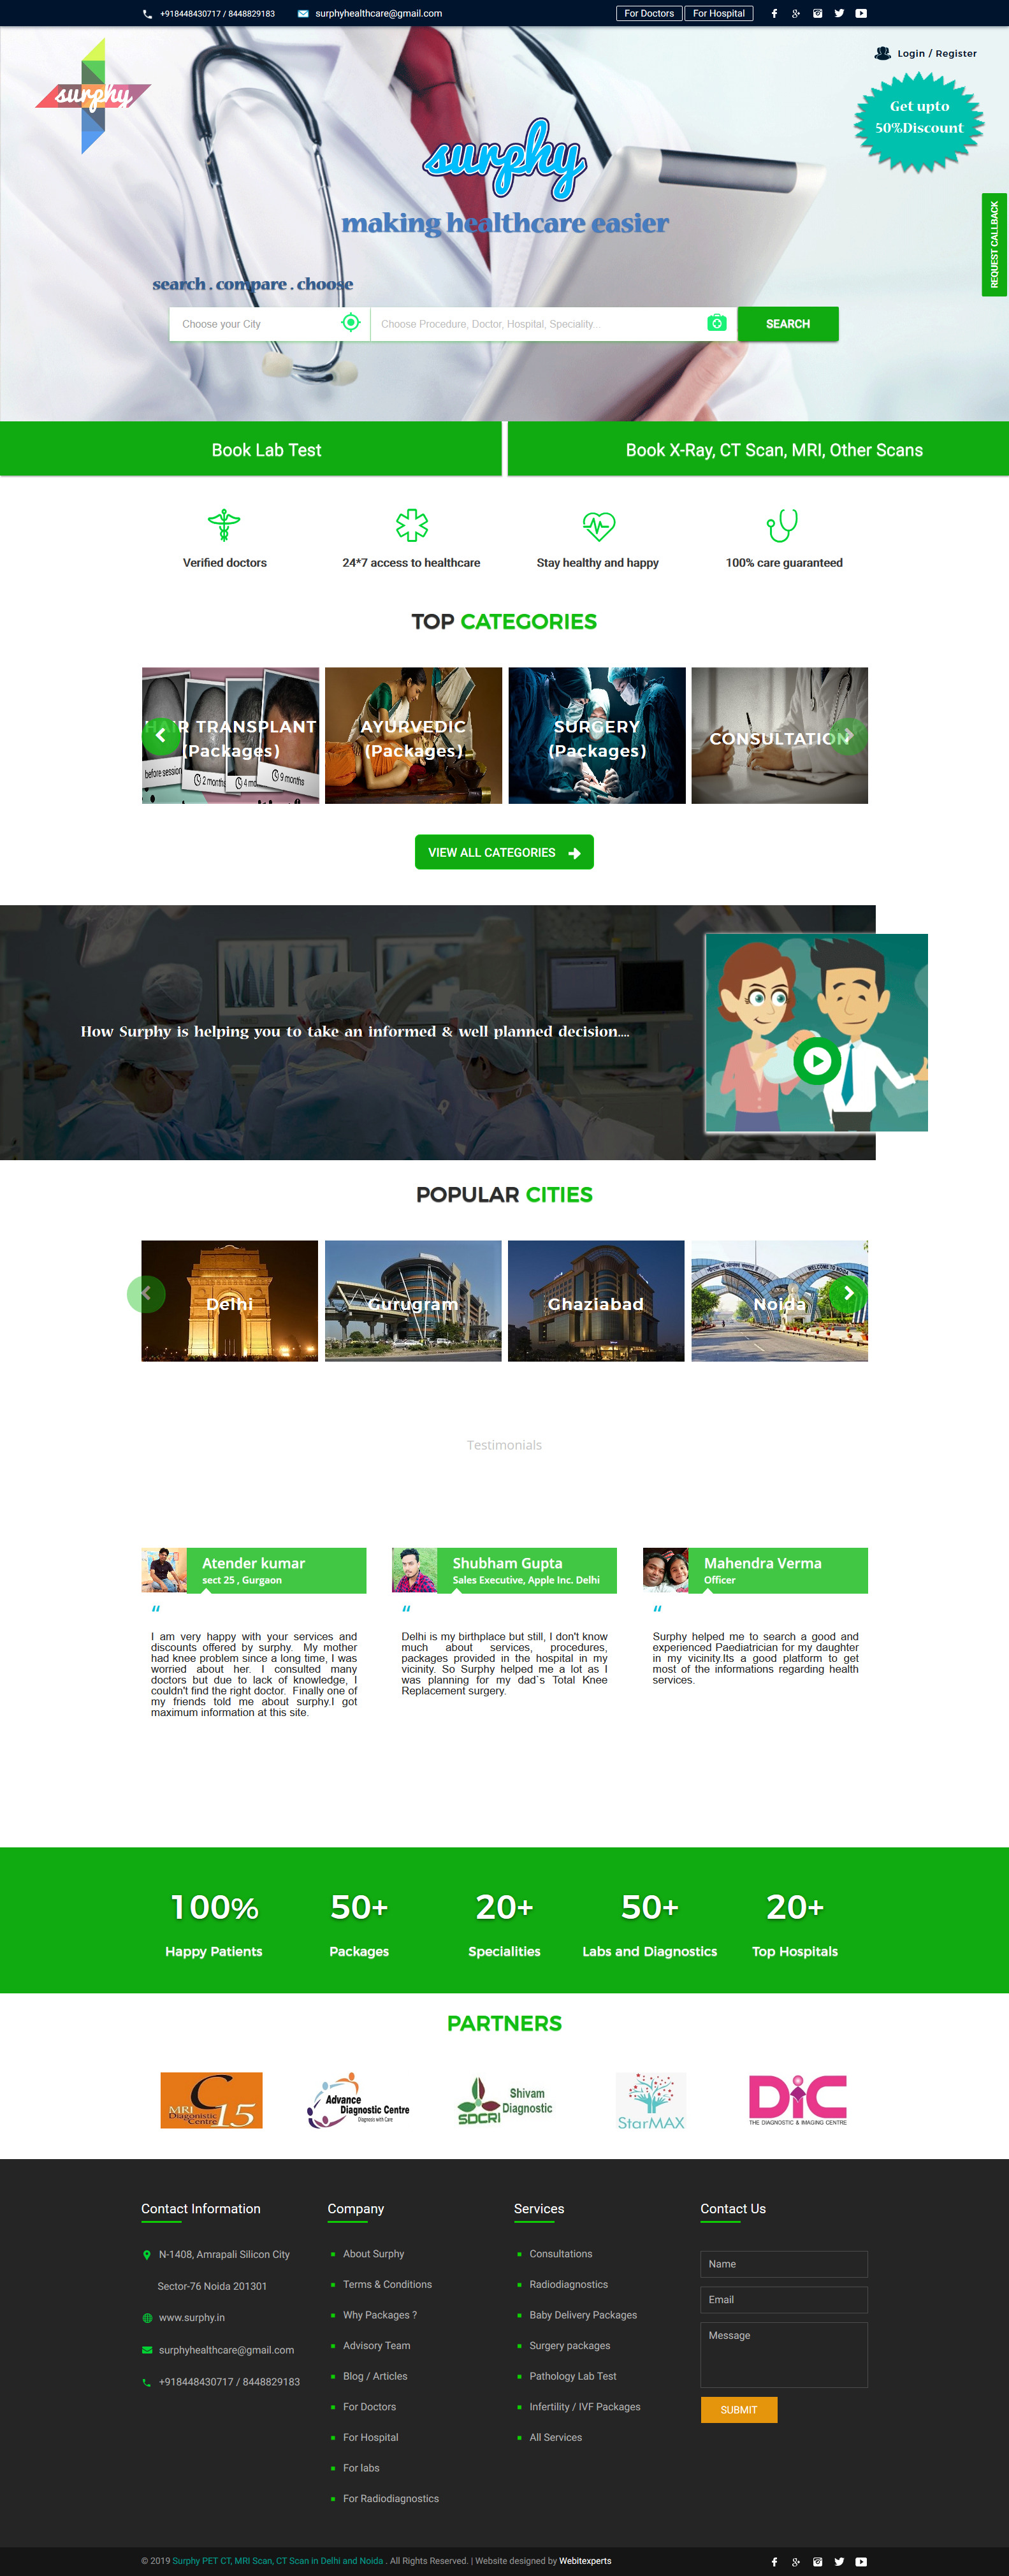 +918448430717 / 8448829183
surphyhealthcare@gmail.com
For Doctors
For Hospital
Login / Register
surphy
Get upto
50%Discount
surphy
making healthcare easier
REQUEST CALLBACK
search . compare . choose
Choose your City
Choose Procedure, Doctor, Hospital, Speciality...
SEARCH
Book Lab Test
Book X-Ray, CT Scan, MRI, Other Scans
Verified doctors
24*7 access to healthcare
Stay healthy and happy
100% care guaranteed
TOP CATEGORIES
HAIR TRANSPLANT
(Packages)
before session
2 months
9 months
AYURVEDIC
(Packages)
SURGERY
(Packages)
CONSULTATION
VIEW ALL CATEGORIES
How Surphy is helping you to take an informed & well planned decision....
POPULAR CITIES
Delhi
Gurugram
Ghaziabad
WELCOME TO NOIDA
Noida
Testimonials
Atender kumar
sect 25 , Gurgaon
“
I am very happy with your services and
discounts offered by surphy. My mother
had knee problem since a long time, I was
worried about her. I consulted many
doctors but due to lack of knowledge, I
couldn't find the right doctor. Finally one of
my friends told me about surphy.I got
maximum information at this site.
Shubham Gupta
Sales Executive, Apple Inc. Delhi
“
Delhi is my birthplace but still, I don't know
much about services, procedures,
packages provided in the hospital in my
vicinity. So Surphy helped me a lot as I
was planning for my dad`s Total Knee
Replacement surgery.
Mahendra Verma
Officer
“
Surphy helped me to search a good and
experienced Paediatrician for my daughter
in my vicinity.Its a good platform to get
most of the informations regarding health
services.
100%
Happy Patients
50+
Packages
20+
Specialities
50+
Labs and Diagnostics
20+
Top Hospitals
PARTNERS
C
MRI
Diagonistic
Centre
15
Advance
Diagnostic Centre
Diagnosis with Care
SDCRI
Shivam
Diagnostic
StarMAX
DiC
THE DIAGNOSTIC & IMAGING CENTRE
Contact Information
N-1408, Amrapali Silicon City
Sector-76 Noida 201301
www.surphy.in
surphyhealthcare@gmail.com
+918448430717 / 8448829183
Company
About Surphy
Terms & Conditions
Why Packages ?
Advisory Team
Blog / Articles
For Doctors
For Hospital
For labs
For Radiodiagnostics
Services
Consultations
Radiodiagnostics
Baby Delivery Packages
Surgery packages
Pathology Lab Test
Infertility / IVF Packages
All Services
Contact Us
Name
Email
Message
SUBMIT
© 2019 Surphy PET CT, MRI Scan, CT Scan in Delhi and Noida . All Rights Reserved. | Website designed by Webitexperts